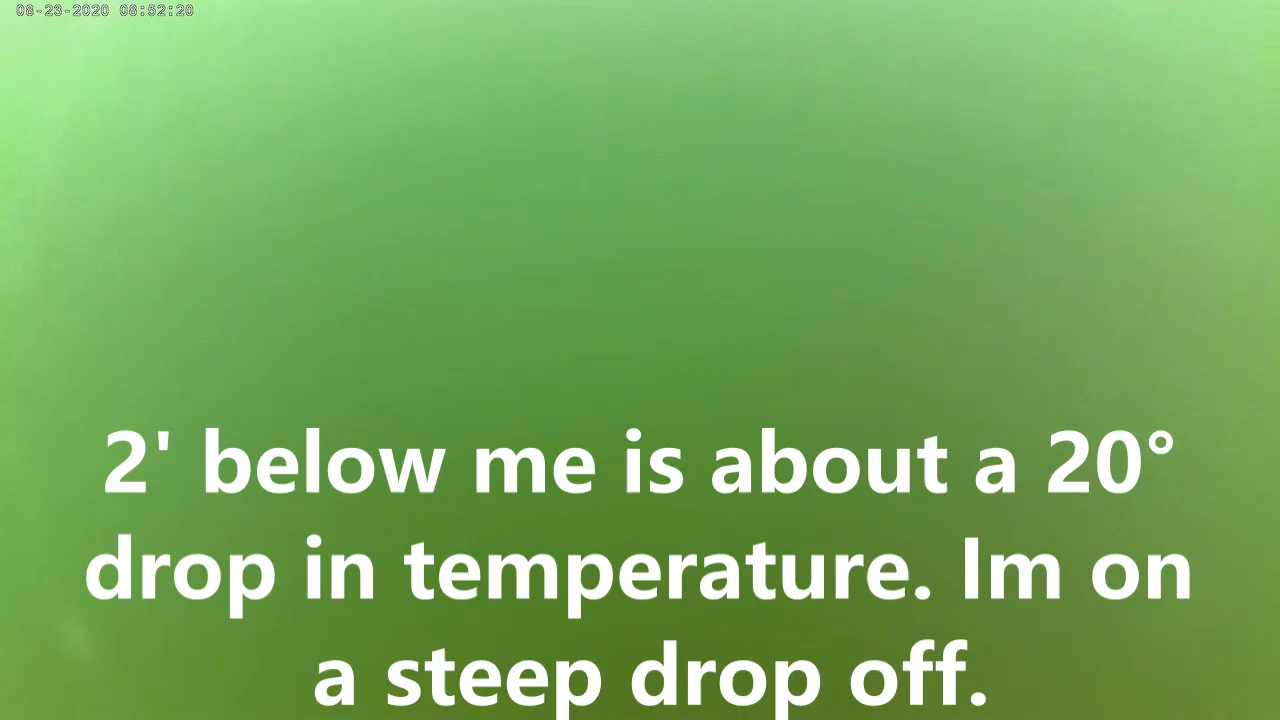 08-23-2020 08:52:20
2' below me is about a 20°
drop in temperature. Im on
a steep drop off.